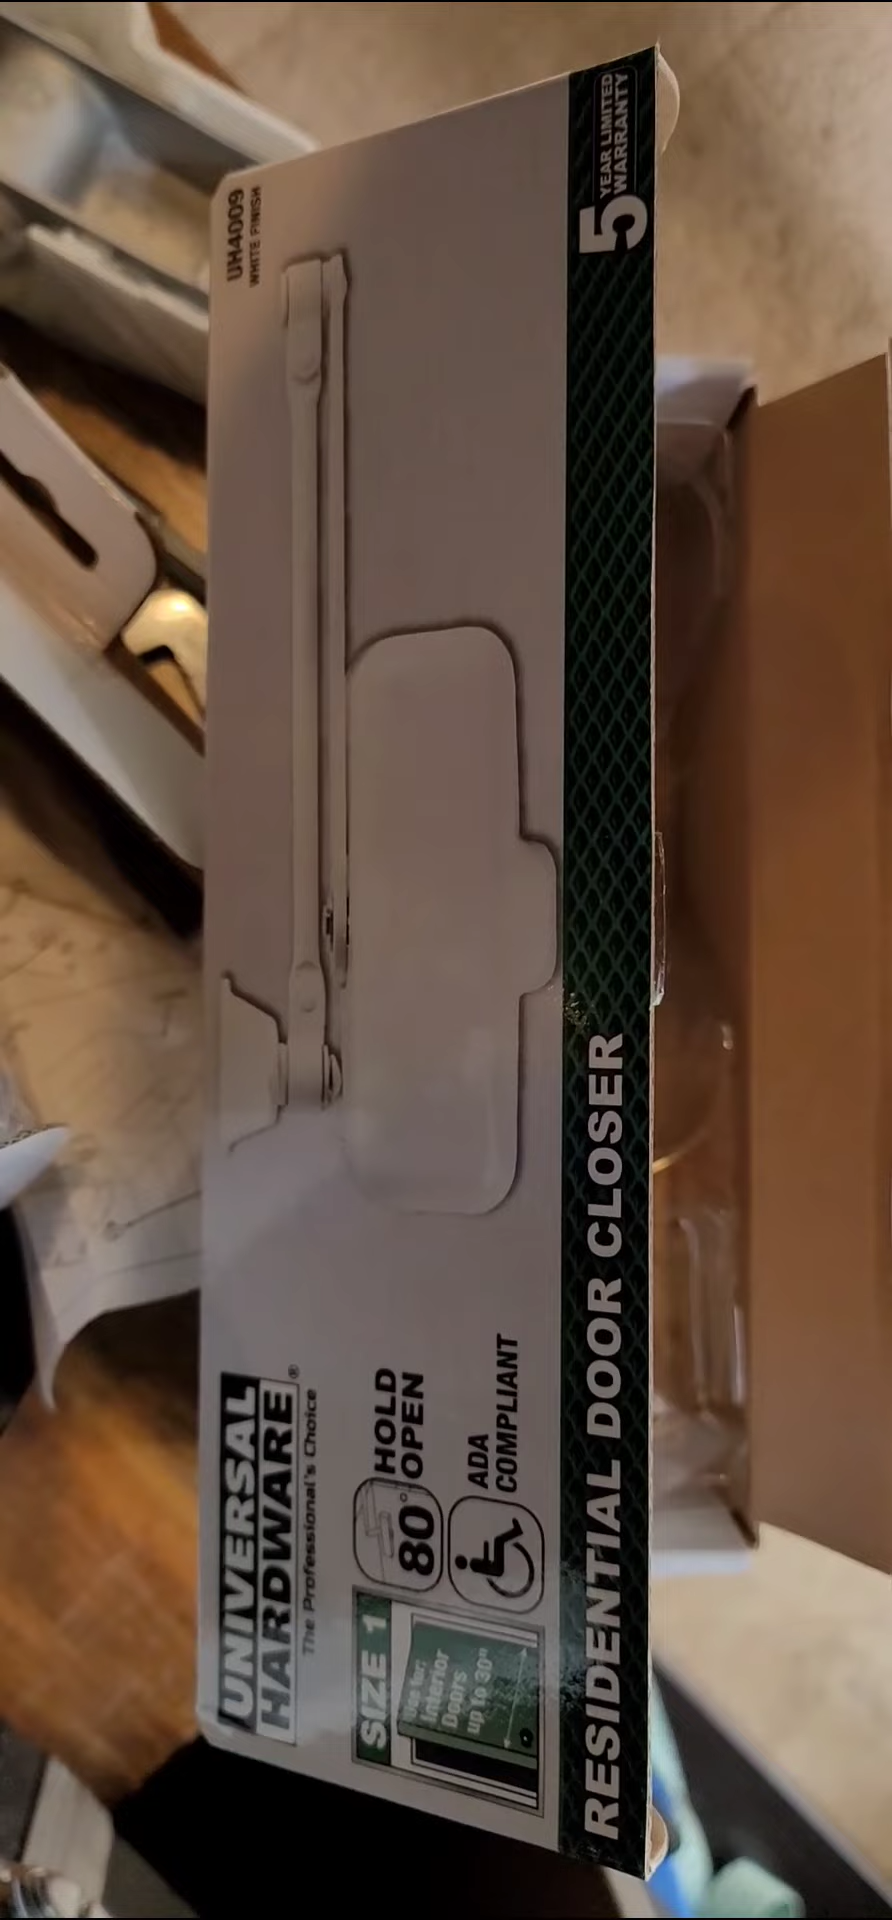 UH4009
WHITE FINISH
UNIVERSAL
HARDWARE®
The Professional's Choice
80° HOLD
OPEN
ADA
COMPLIANT
SIZE 1
Use for:
Interior
Doors
up to 30"
RESIDENTIAL DOOR CLOSER
5 YEAR LIMITED
WARRANTY